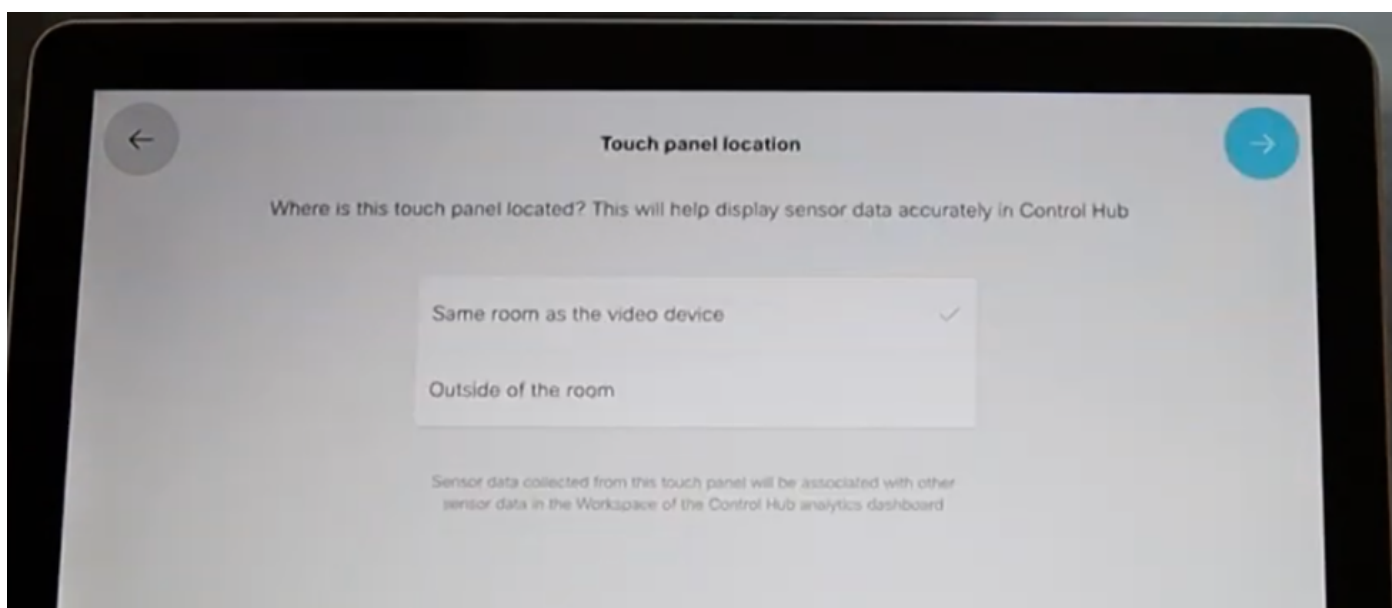 Touch panel location
Where is this touch panel located? This will help display sensor data accurately in Control Hub
Same room as the video device
Outside of the room
Sensor data collected from this touch panel will be associated with other
sensor data in the Workspace of the Control Hub analytics dashboard